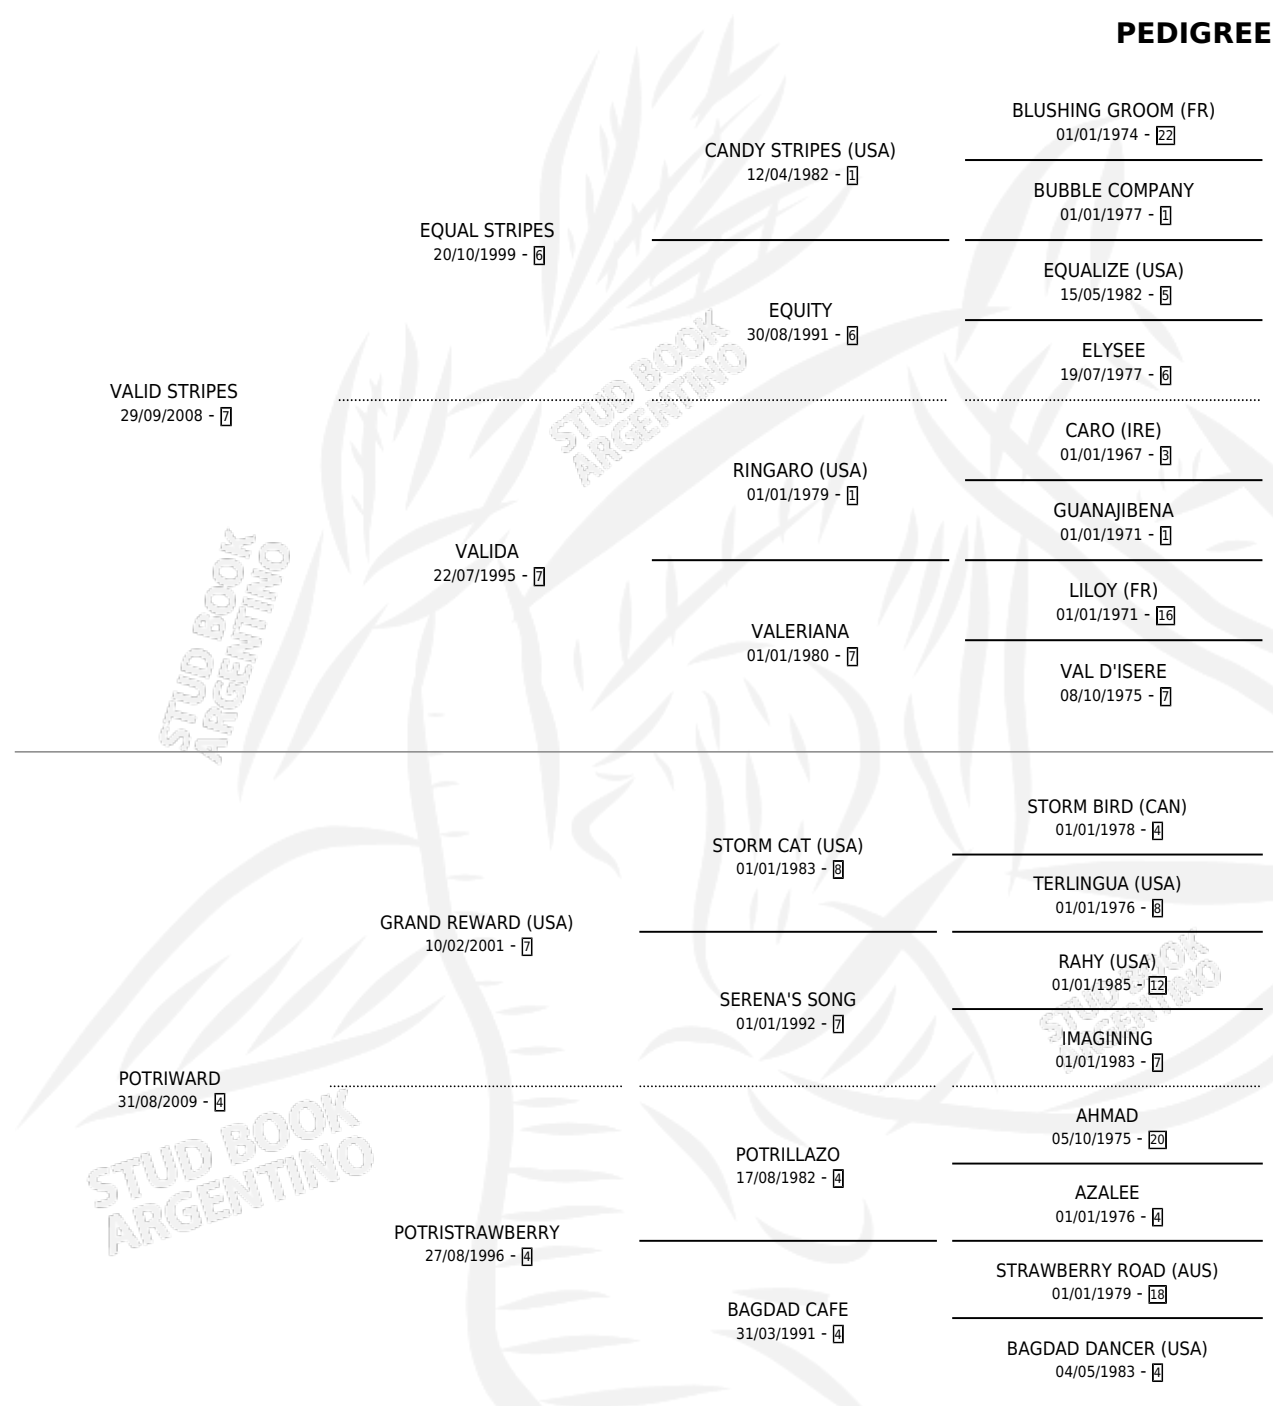 PEDIGREE
BLUSHING GROOM (FR)
01/01/1974 - 22
CANDY STRIPES (USA)
12/04/1982 - 1
BUBBLE COMPANY
01/01/1977 - 1
EQUAL STRIPES
20/10/1999 - 6
EQUALIZE (USA)
15/05/1982 - 5
EQUITY
30/08/1991 - 6
ELYSEE
19/07/1977 - 6
VALID STRIPES
29/09/2008 - 7
CARO (IRE)
01/01/1967 - 3
RINGARO (USA)
01/01/1979 - 1
GUANAJIBENA
01/01/1971 - 1
VALIDA
22/07/1995 - 7
LILOY (FR)
01/01/1971 - 16
VALERIANA
01/01/1980 - 7
VAL D'ISERE
08/10/1975 - 7
STORM BIRD (CAN)
01/01/1978 - 4
STORM CAT (USA)
01/01/1983 - 8
TERLINGUA (USA)
01/01/1976 - 8
GRAND REWARD (USA)
10/02/2001 - 7
RAHY (USA)
01/01/1985 - 12
SERENA'S SONG
01/01/1992 - 7
IMAGINING
01/01/1983 - 7
POTRIWARD
31/08/2009 - 4
AHMAD
05/10/1975 - 20
POTRILLAZO
17/08/1982 - 4
AZALEE
01/01/1976 - 4
POTRISTRAWBERRY
27/08/1996 - 4
STRAWBERRY ROAD (AUS)
01/01/1979 - 18
BAGDAD CAFE
31/03/1991 - 4
BAGDAD DANCER (USA)
04/05/1983 - 4
STUD BOOK
ARGENTINO
STUD BOOK
ARGENTINO
STUD BOOK
ARGENTINO
STUD BOOK
ARGENTINO